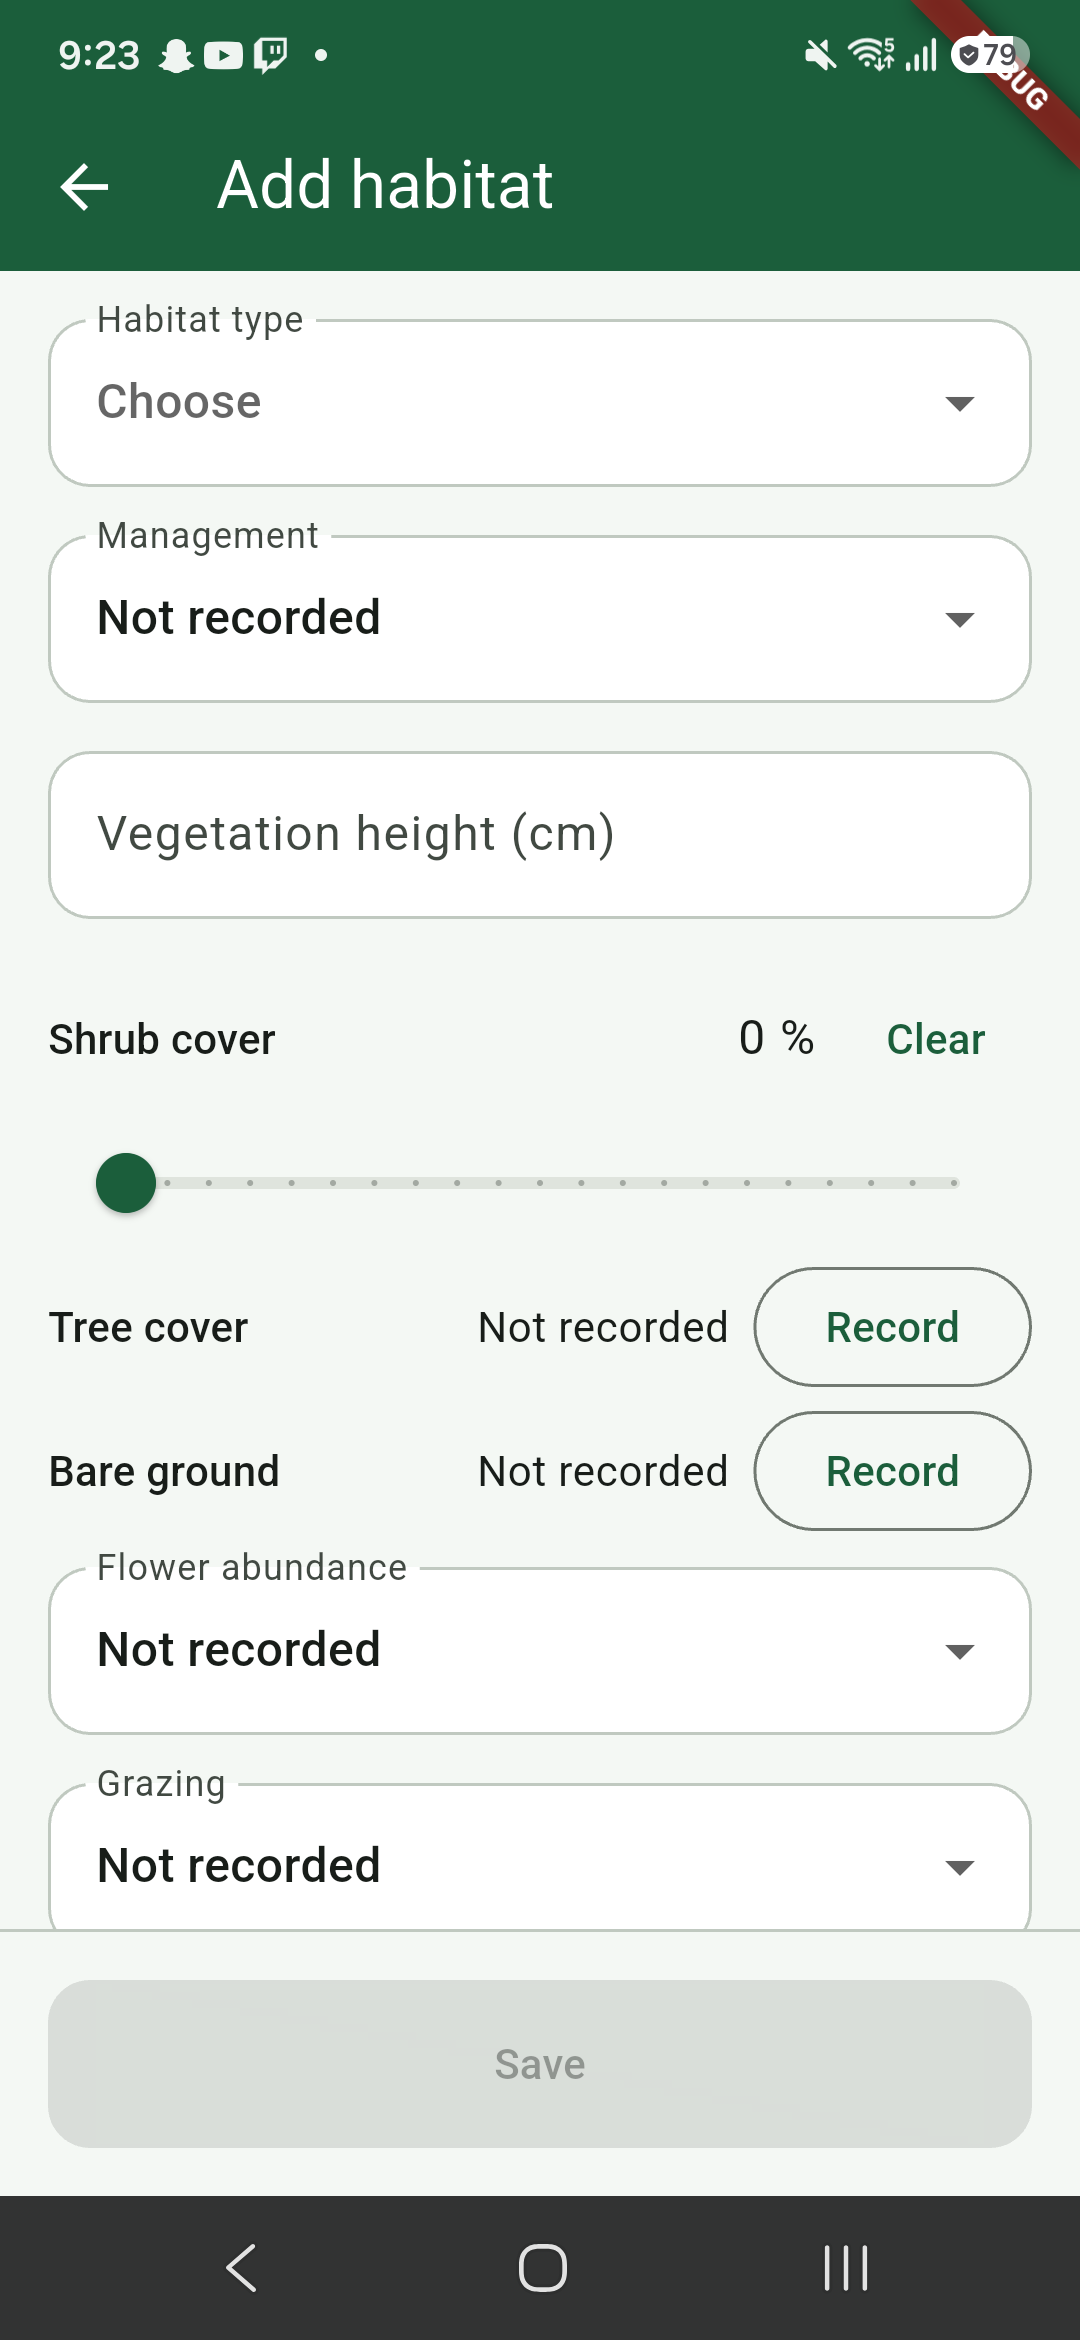 9:23
79
Add habitat
Habitat type
Choose
Management
Not recorded
Vegetation height (cm)
Shrub cover 0 % Clear
Tree cover Not recorded Record
Bare ground Not recorded Record
Flower abundance
Not recorded
Grazing
Not recorded
Save